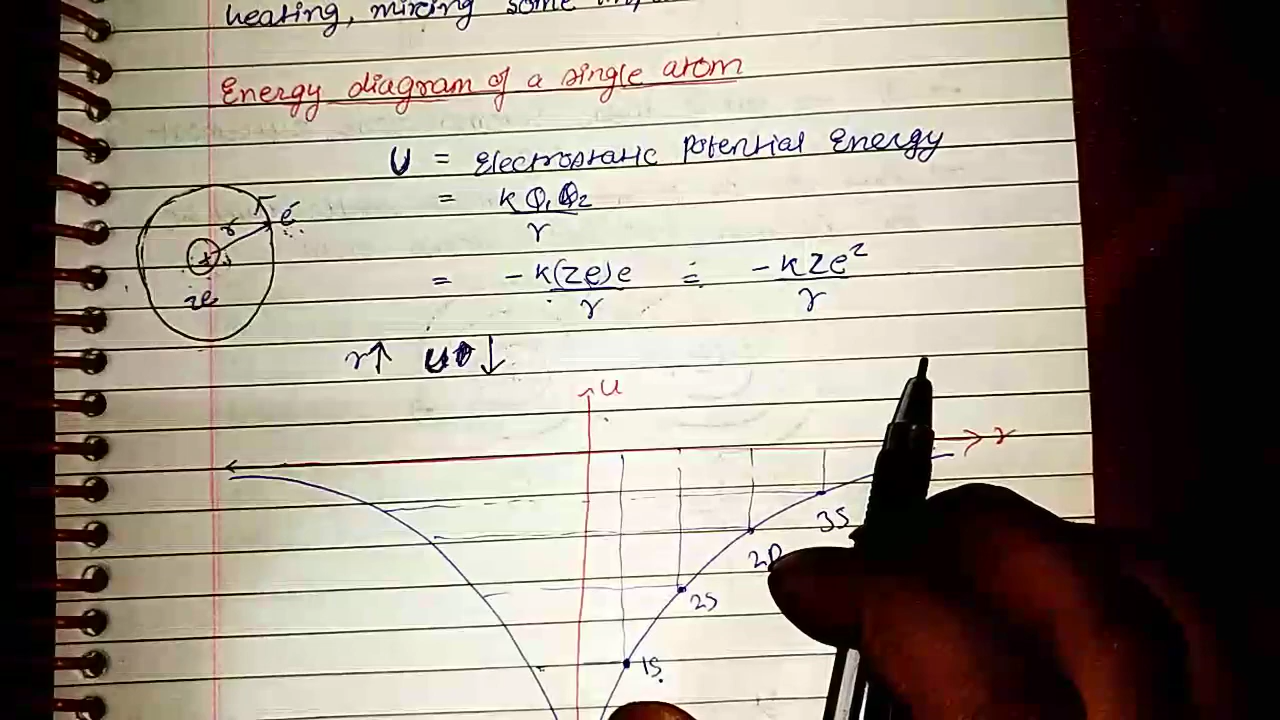 heating, mixing some
Energy diagram of a single atom
U = Electrostatic Potential Energy
= kQ1Q2/r
r e-
+
ze
= -k(Ze)e/r = -kZe²/r
r↑ U ↓
U
r
3S
2P
2S
1S